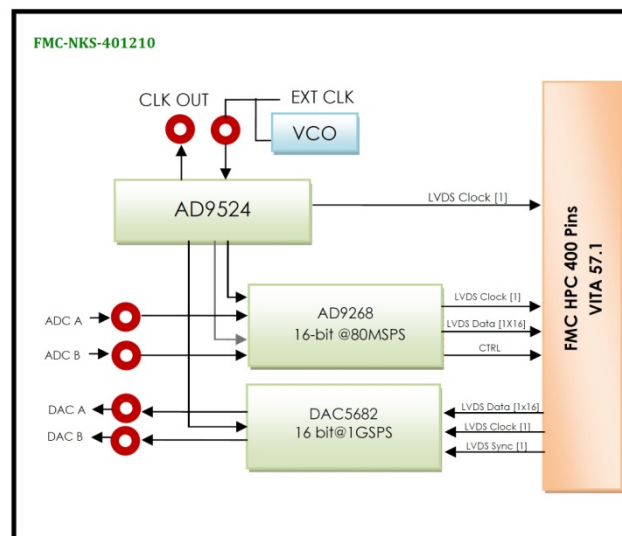 FMC-NKS-401210
CLK OUT
EXT CLK
VCO
AD9524
LVDS Clock [1]
FMC HPC 400 Pins
VITA 57.1
ADC A
ADC B
AD9268
16-bit @80MSPS
LVDS Clock [1]
LVDS Data [1X16]
CTRL
DAC A
DAC B
DAC5682
16 bit@1GSPS
LVDS Data [1x16]
LVDS Clock [1]
LVDS Sync [1]